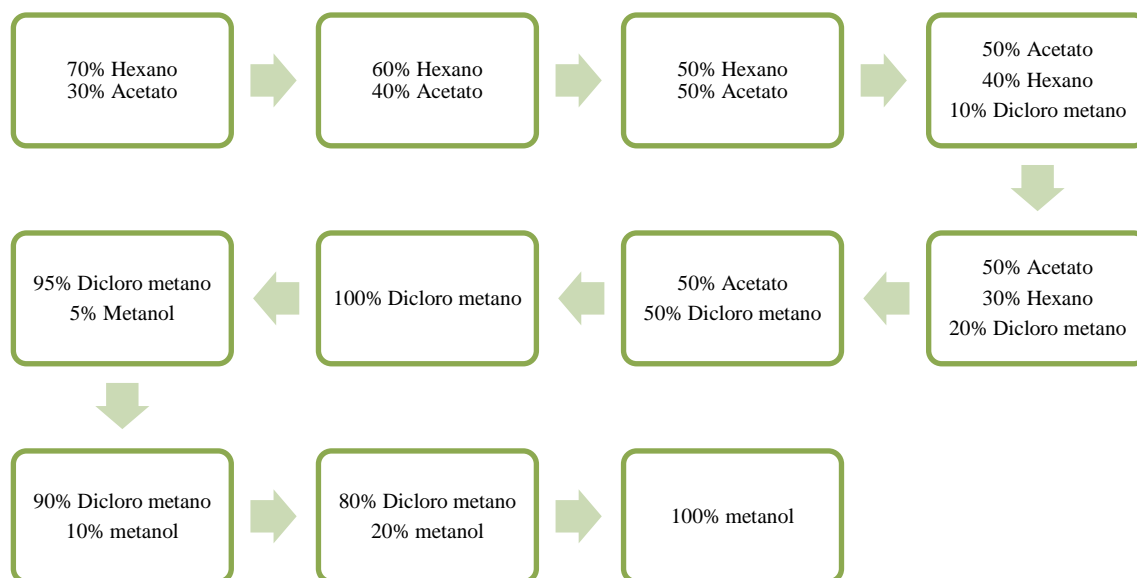 70% Hexano
30% Acetato
60% Hexano
40% Acetato
50% Hexano
50% Acetato
50% Acetato
40% Hexano
10% Dicloro metano
50% Acetato
30% Hexano
20% Dicloro metano
50% Acetato
50% Dicloro metano
100% Dicloro metano
95% Dicloro metano
5% Metanol
90% Dicloro metano
10% metanol
80% Dicloro metano
20% metanol
100% metanol